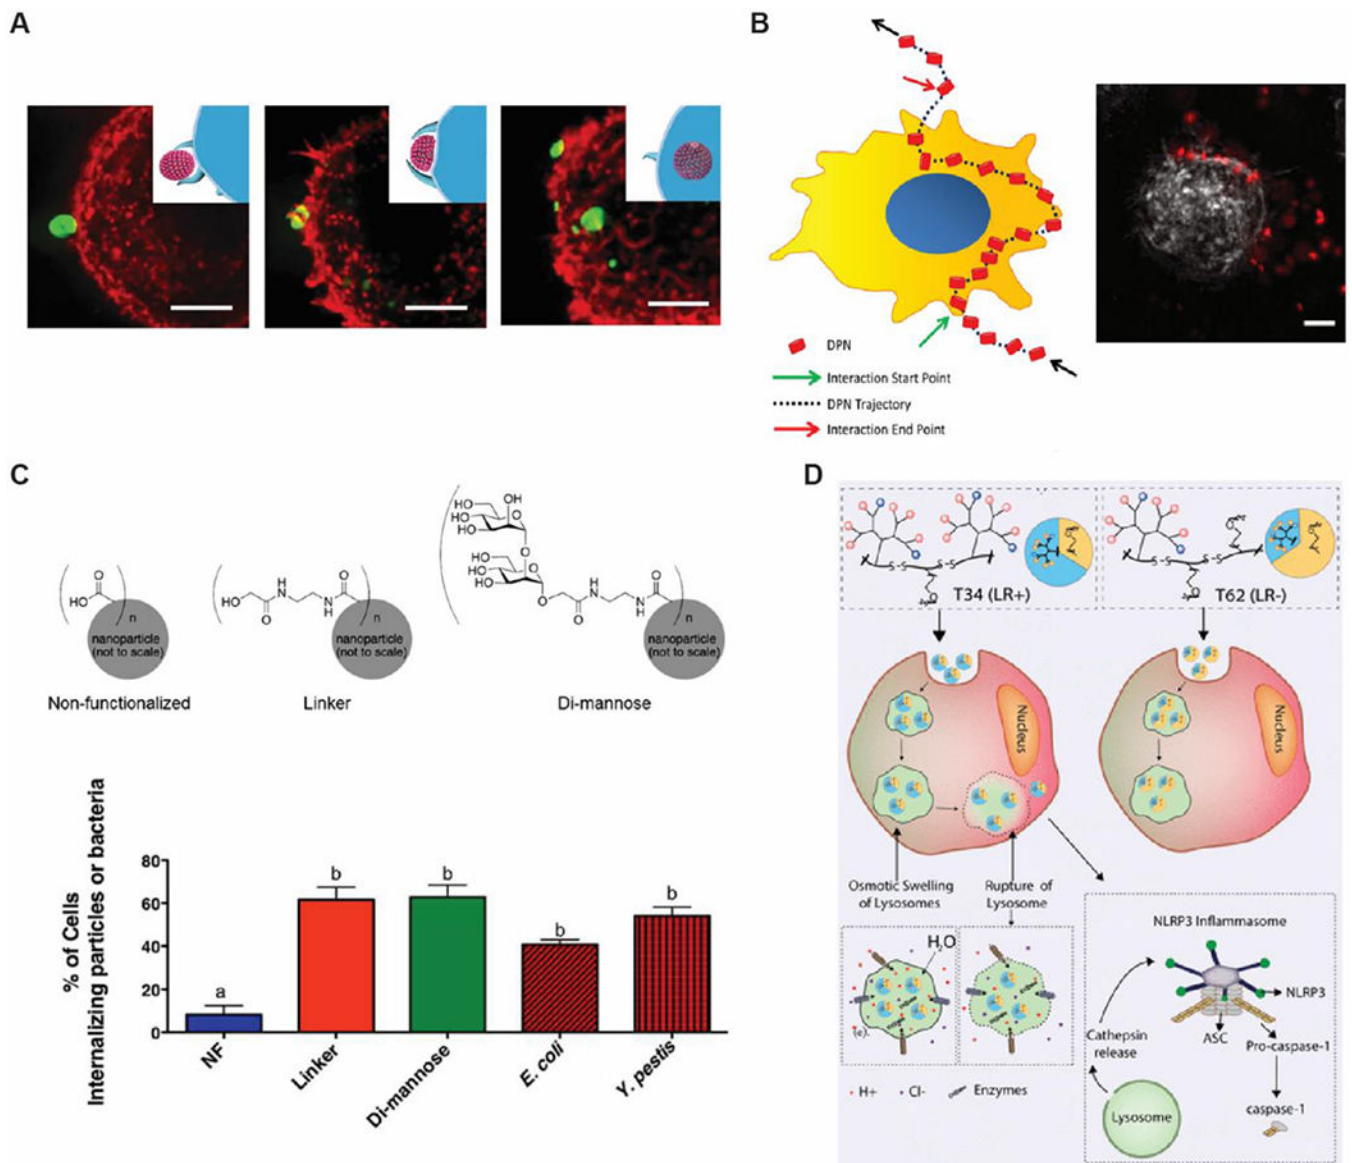 A
B
DPN
Interaction Start Point
DPN Trajectory
Interaction End Point
C
HO
O
n
nanoparticle
(not to scale)
Non-functionalized
HO
O
H
N
N
H
O
n
nanoparticle
(not to scale)
Linker
HO
OH
HO
HO
O
O
HO
HO
HO
O
O
O
H
N
N
H
O
n
nanoparticle
(not to scale)
Di-mannose
% of Cells
Internalizing particles or bacteria
80
60
40
20
0
a
b
b
b
b
NF
Linker
Di-mannose
E. coli
Y. pestis
D
S-S
S-S
T34 (LR+)
S-S
S-S
T62 (LR-)
Nucleus
Nucleus
Osmotic Swelling
of Lysosomes
Rupture of
Lysosome
H2O
(e).
H+
Cl-
Enzymes
NLRP3 Inflammasome
NLRP3
ASC
Pro-caspase-1
Cathepsin
release
caspase-1
Lysosome